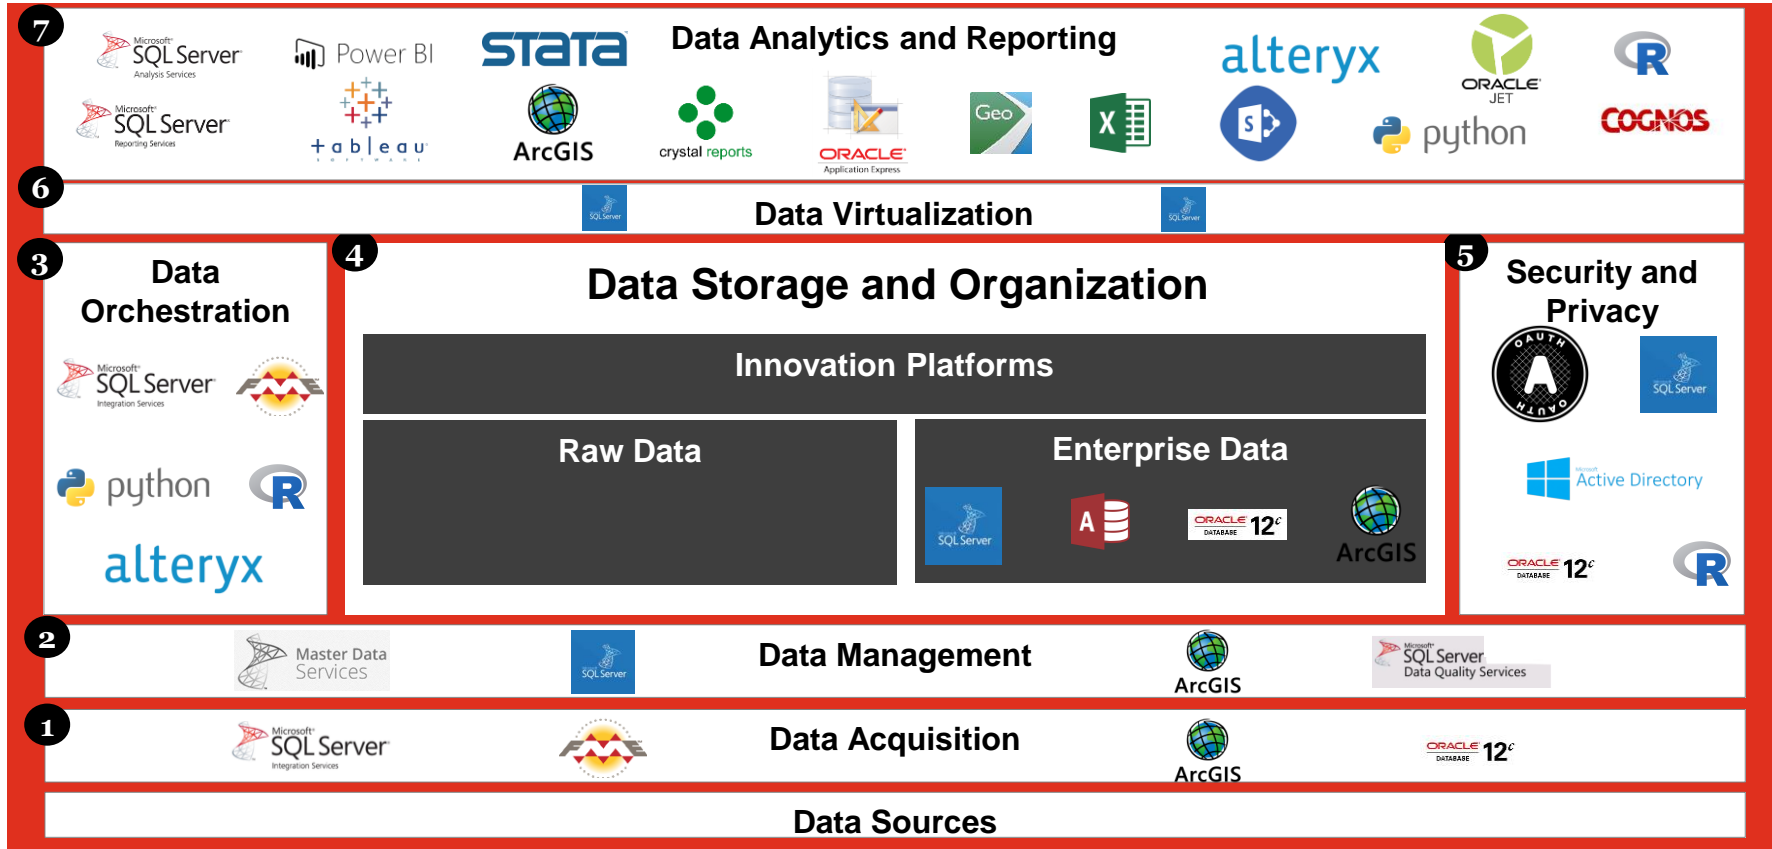 7
Data Analytics and Reporting
Microsoft
SQL Server
Analysis Services
Power BI
STATA
alteryx
ORACLE
JET
R
Microsoft
SQL Server
Reporting Services
+ a b l e a u
S O F T W A R E
ArcGIS
crystal reports
ORACLE
Application Express
Geo
X
S
python
COGNOS
6
SQL Server
Data Virtualization
SQL Server
3
Data
Orchestration
Microsoft
SQL Server
Integration Services
FME
python
R
alteryx
4
Data Storage and Organization
Innovation Platforms
Raw Data
Enterprise Data
SQL Server
A
ORACLE
DATABASE
12c
ArcGIS
5
Security and
Privacy
OAUTH
A
OAUTH
SQL Server
Microsoft
Active Directory
ORACLE
DATABASE
12c
R
2
Master Data
Services
SQL Server
Data Management
ArcGIS
Microsoft
SQL Server
Data Quality Services
1
Microsoft
SQL Server
Integration Services
FME
Data Acquisition
ArcGIS
ORACLE
DATABASE
12c
Data Sources